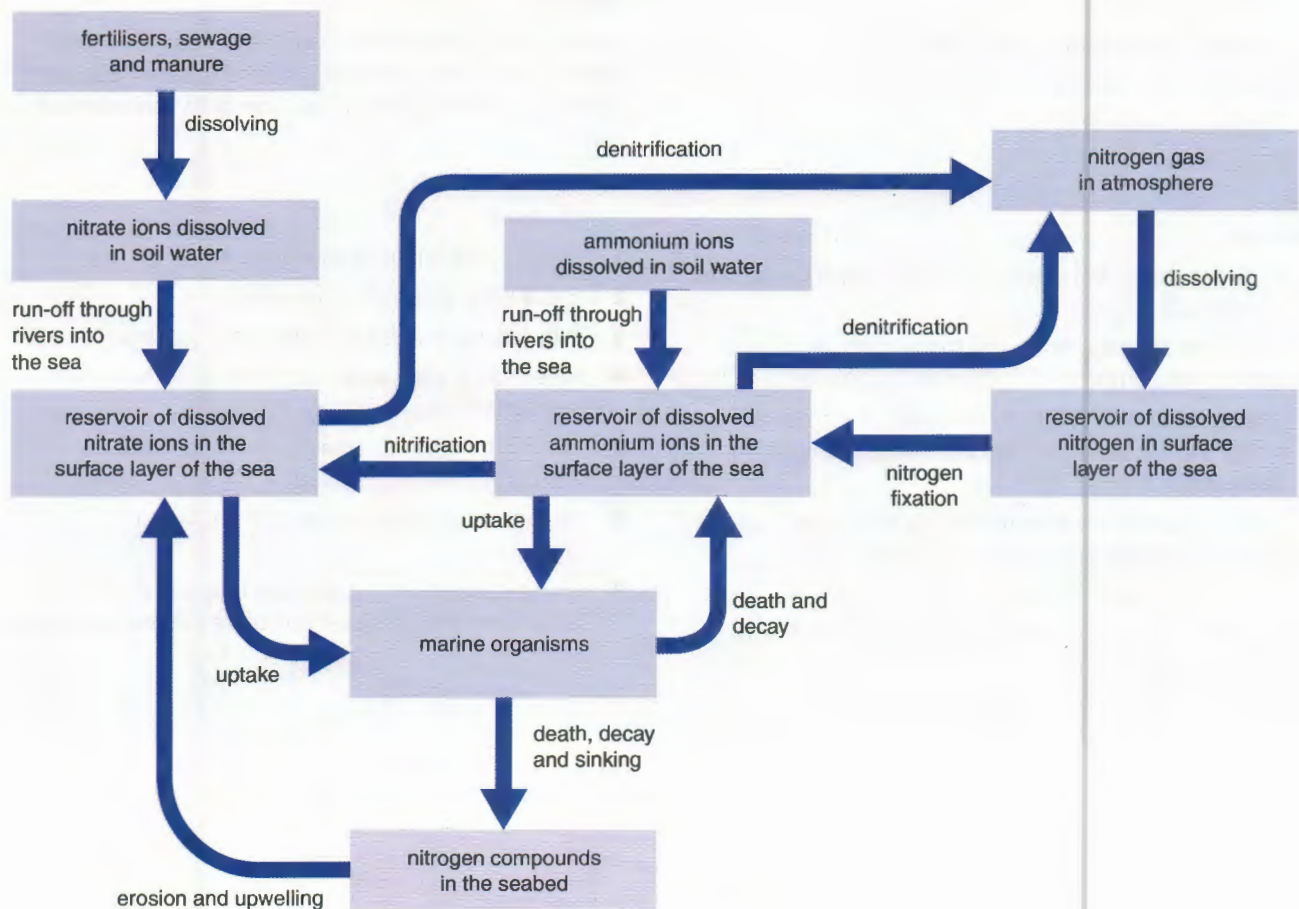 fertilisers, sewage
and manure
dissolving
denitrification
nitrogen gas
in atmosphere
nitrate ions dissolved
in soil water
ammonium ions
dissolved in soil water
dissolving
run-off through
rivers into
the sea
run-off through
rivers into
the sea
denitrification
reservoir of dissolved
nitrate ions in the
surface layer of the sea
nitrification
reservoir of dissolved
ammonium ions in the
surface layer of the sea
nitrogen
fixation
reservoir of dissolved
nitrogen in surface
layer of the sea
uptake
uptake
marine organisms
death and
decay
death, decay
and sinking
nitrogen compounds
in the seabed
erosion and upwelling